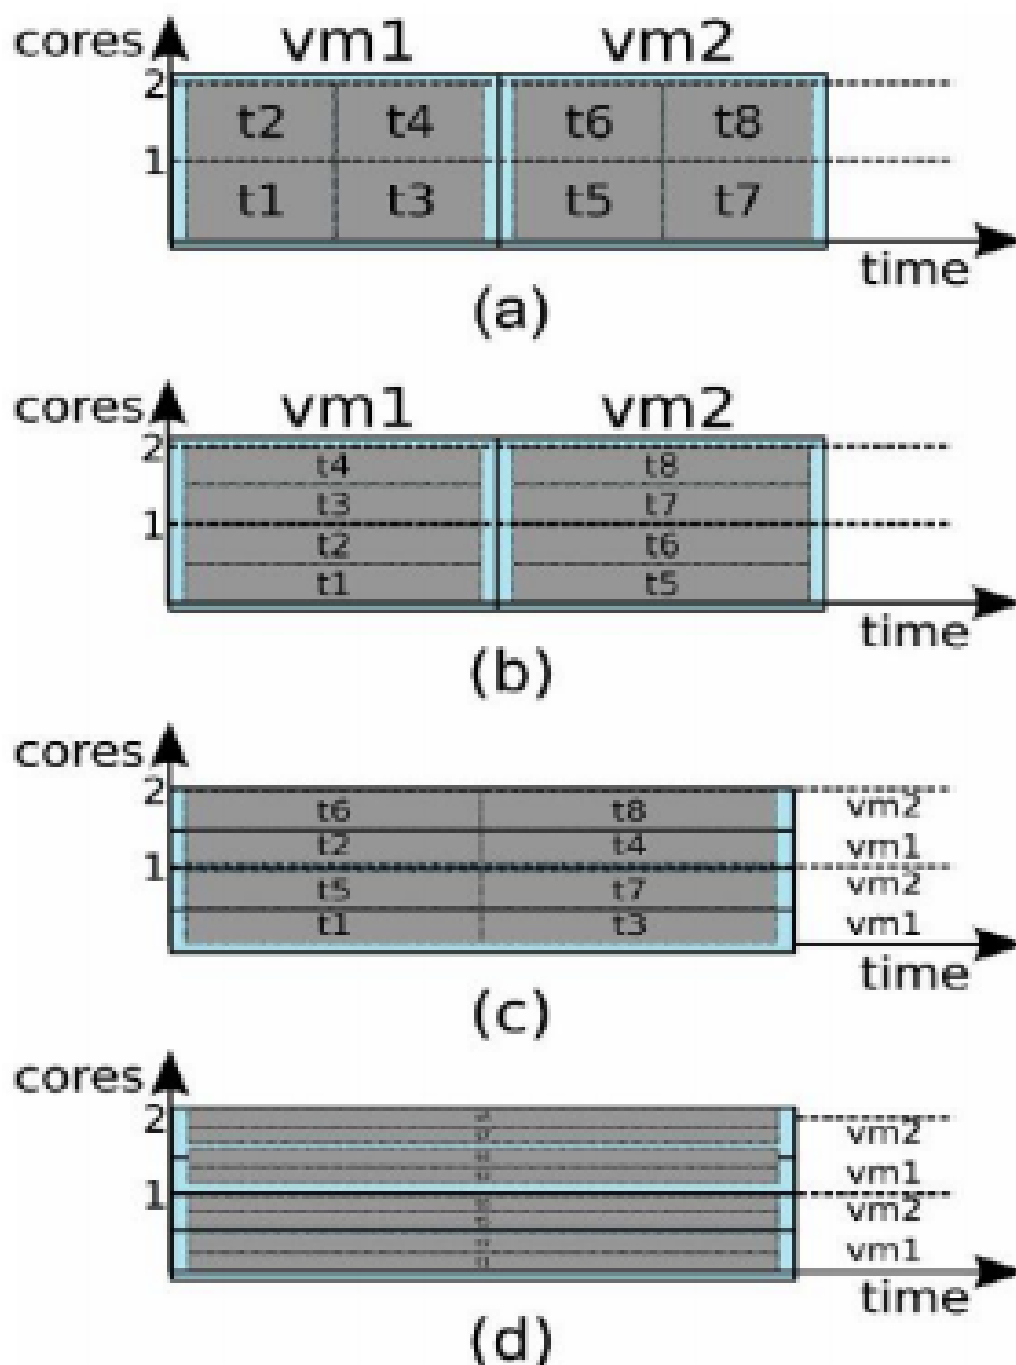 cores vm1 vm2
2
t2 t4 t6 t8
1
t1 t3 t5 t7
time
(a)
cores vm1 vm2
2
t4 t8
t3 t7
1
t2 t6
t1 t5
time
(b)
cores
2
t6 t8 vm2
t2 t4 vm1
1
t5 t7 vm2
t1 t3 vm1
time
(c)
cores
2
vm2
vm1
1
vm2
vm1
time
(d)